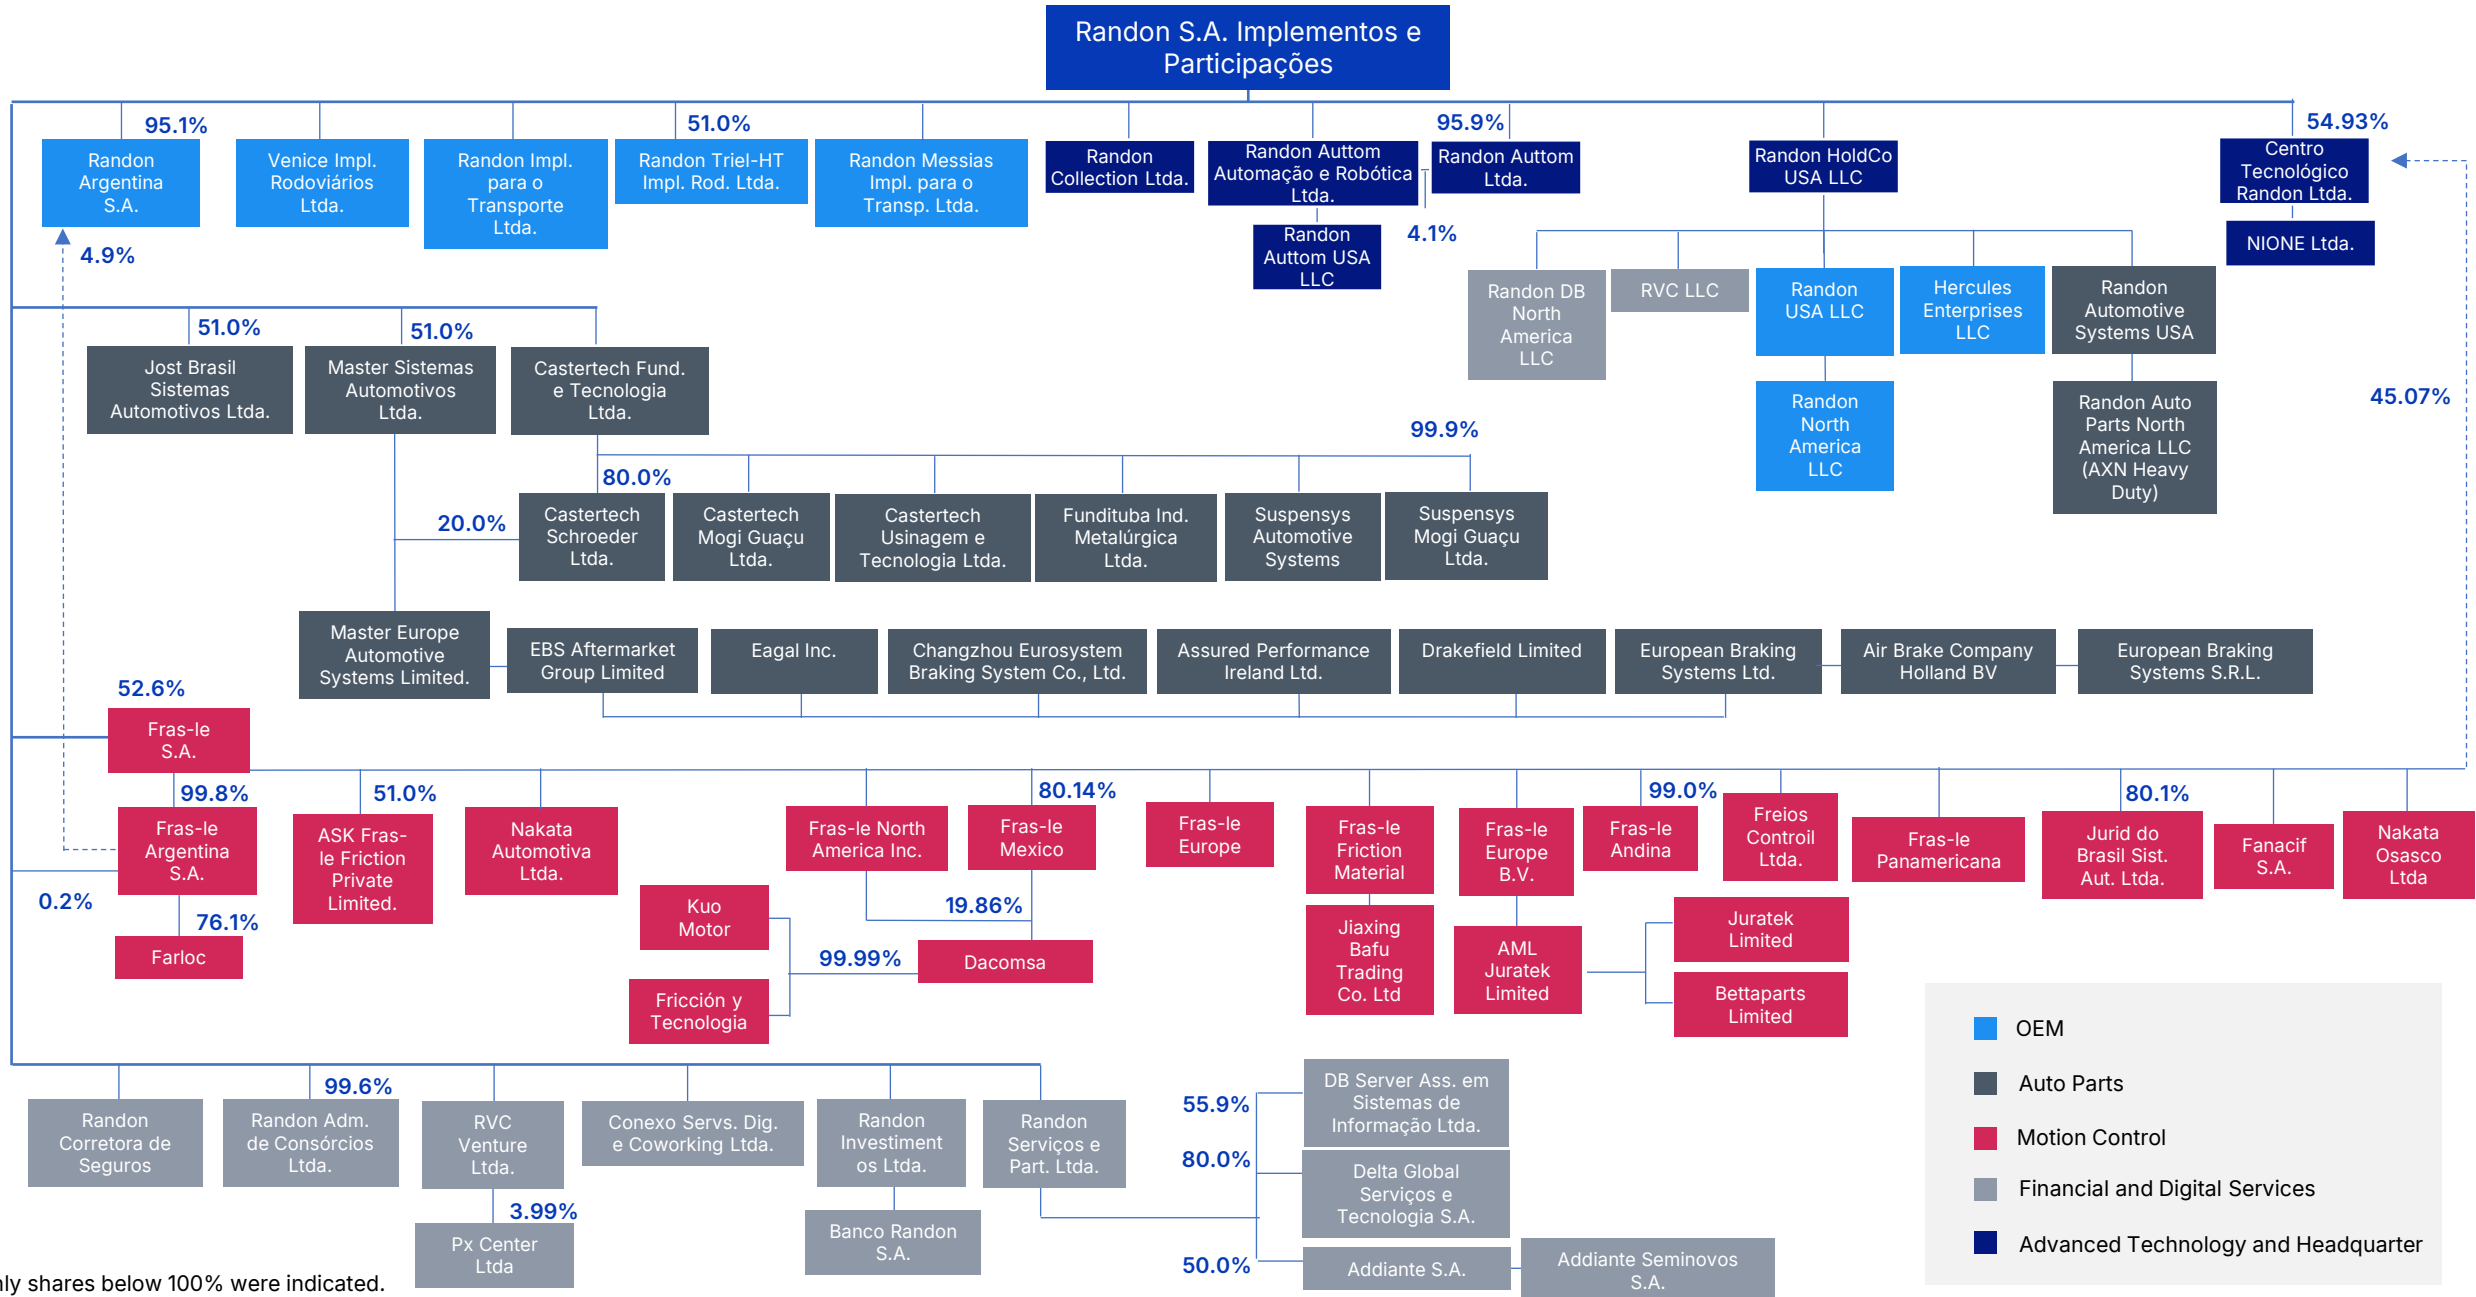 Randon S.A. Implementos e
Participações
95.1%
51.0%
95.9%
54.93%
Randon
Argentina
S.A.
Venice Impl.
Rodoviários
Ltda.
Randon Impl.
para o
Transporte
Ltda.
Randon Triel-HT
Impl. Rod. Ltda.
Randon Messias
Impl. para o
Transp. Ltda.
Randon
Collection Ltda.
Randon Auttom
Automação e Robótica
Ltda.
Randon Auttom
Ltda.
Randon HoldCo
USA LLC
Centro
Tecnológico
Randon Ltda.
4.9%
Randon
Auttom USA
LLC
4.1%
NIONE Ltda.
Randon DB
North
America
LLC
RVC LLC
Randon
USA LLC
Hercules
Enterprises
LLC
Randon
Automotive
Systems USA
51.0%
51.0%
Jost Brasil
Sistemas
Automotivos Ltda.
Master Sistemas
Automotivos
Ltda.
Castertech Fund.
e Tecnologia
Ltda.
Randon
North
America
LLC
Randon Auto
Parts North
America LLC
(AXN Heavy
Duty)
45.07%
99.9%
80.0%
20.0%
Castertech
Schroeder
Ltda.
Castertech
Mogi Guaçu
Ltda.
Castertech
Usinagem e
Tecnologia Ltda.
Fundituba Ind.
Metalúrgica
Ltda.
Suspensys
Automotive
Systems
Suspensys
Mogi Guaçu
Ltda.
Master Europe
Automotive
Systems Limited.
EBS Aftermarket
Group Limited
Eagal Inc.
Changzhou Eurosystem
Braking System Co., Ltd.
Assured Performance
Ireland Ltd.
Drakefield Limited
European Braking
Systems Ltd.
Air Brake Company
Holland BV
European Braking
Systems S.R.L.
52.6%
Fras-le
S.A.
99.8%
51.0%
80.14%
99.0%
80.1%
Fras-le
Argentina
S.A.
ASK Fras-
le Friction
Private
Limited.
Nakata
Automotiva
Ltda.
Fras-le North
America Inc.
Fras-le
Mexico
Fras-le
Europe
Fras-le
Friction
Material
Fras-le
Europe
B.V.
Fras-le
Andina
Freios
Controil
Ltda.
Fras-le
Panamericana
Jurid do
Brasil Sist.
Aut. Ltda.
Fanacif
S.A.
Nakata
Osasco
Ltda
0.2%
76.1%
Farloc
Kuo
Motor
19.86%
99.99%
Dacomsa
Fricción y
Tecnologia
Jiaxing
Bafu
Trading
Co. Ltd
AML
Juratek
Limited
Juratek
Limited
Bettaparts
Limited
OEM
Auto Parts
Motion Control
Financial and Digital Services
Advanced Technology and Headquarter
99.6%
Randon
Corretora de
Seguros
Randon Adm.
de Consórcios
Ltda.
RVC
Venture
Ltda.
Conexo Servs. Dig.
e Coworking Ltda.
Randon
Investiment
os Ltda.
Randon
Serviços e
Part. Ltda.
55.9%
DB Server Ass. em
Sistemas de
Informação Ltda.
80.0%
Delta Global
Serviços e
Tecnologia S.A.
3.99%
Px Center
Ltda
Banco Randon
S.A.
50.0%
Addiante S.A.
Addiante Seminovos
S.A.
shares below 100% were indicated.